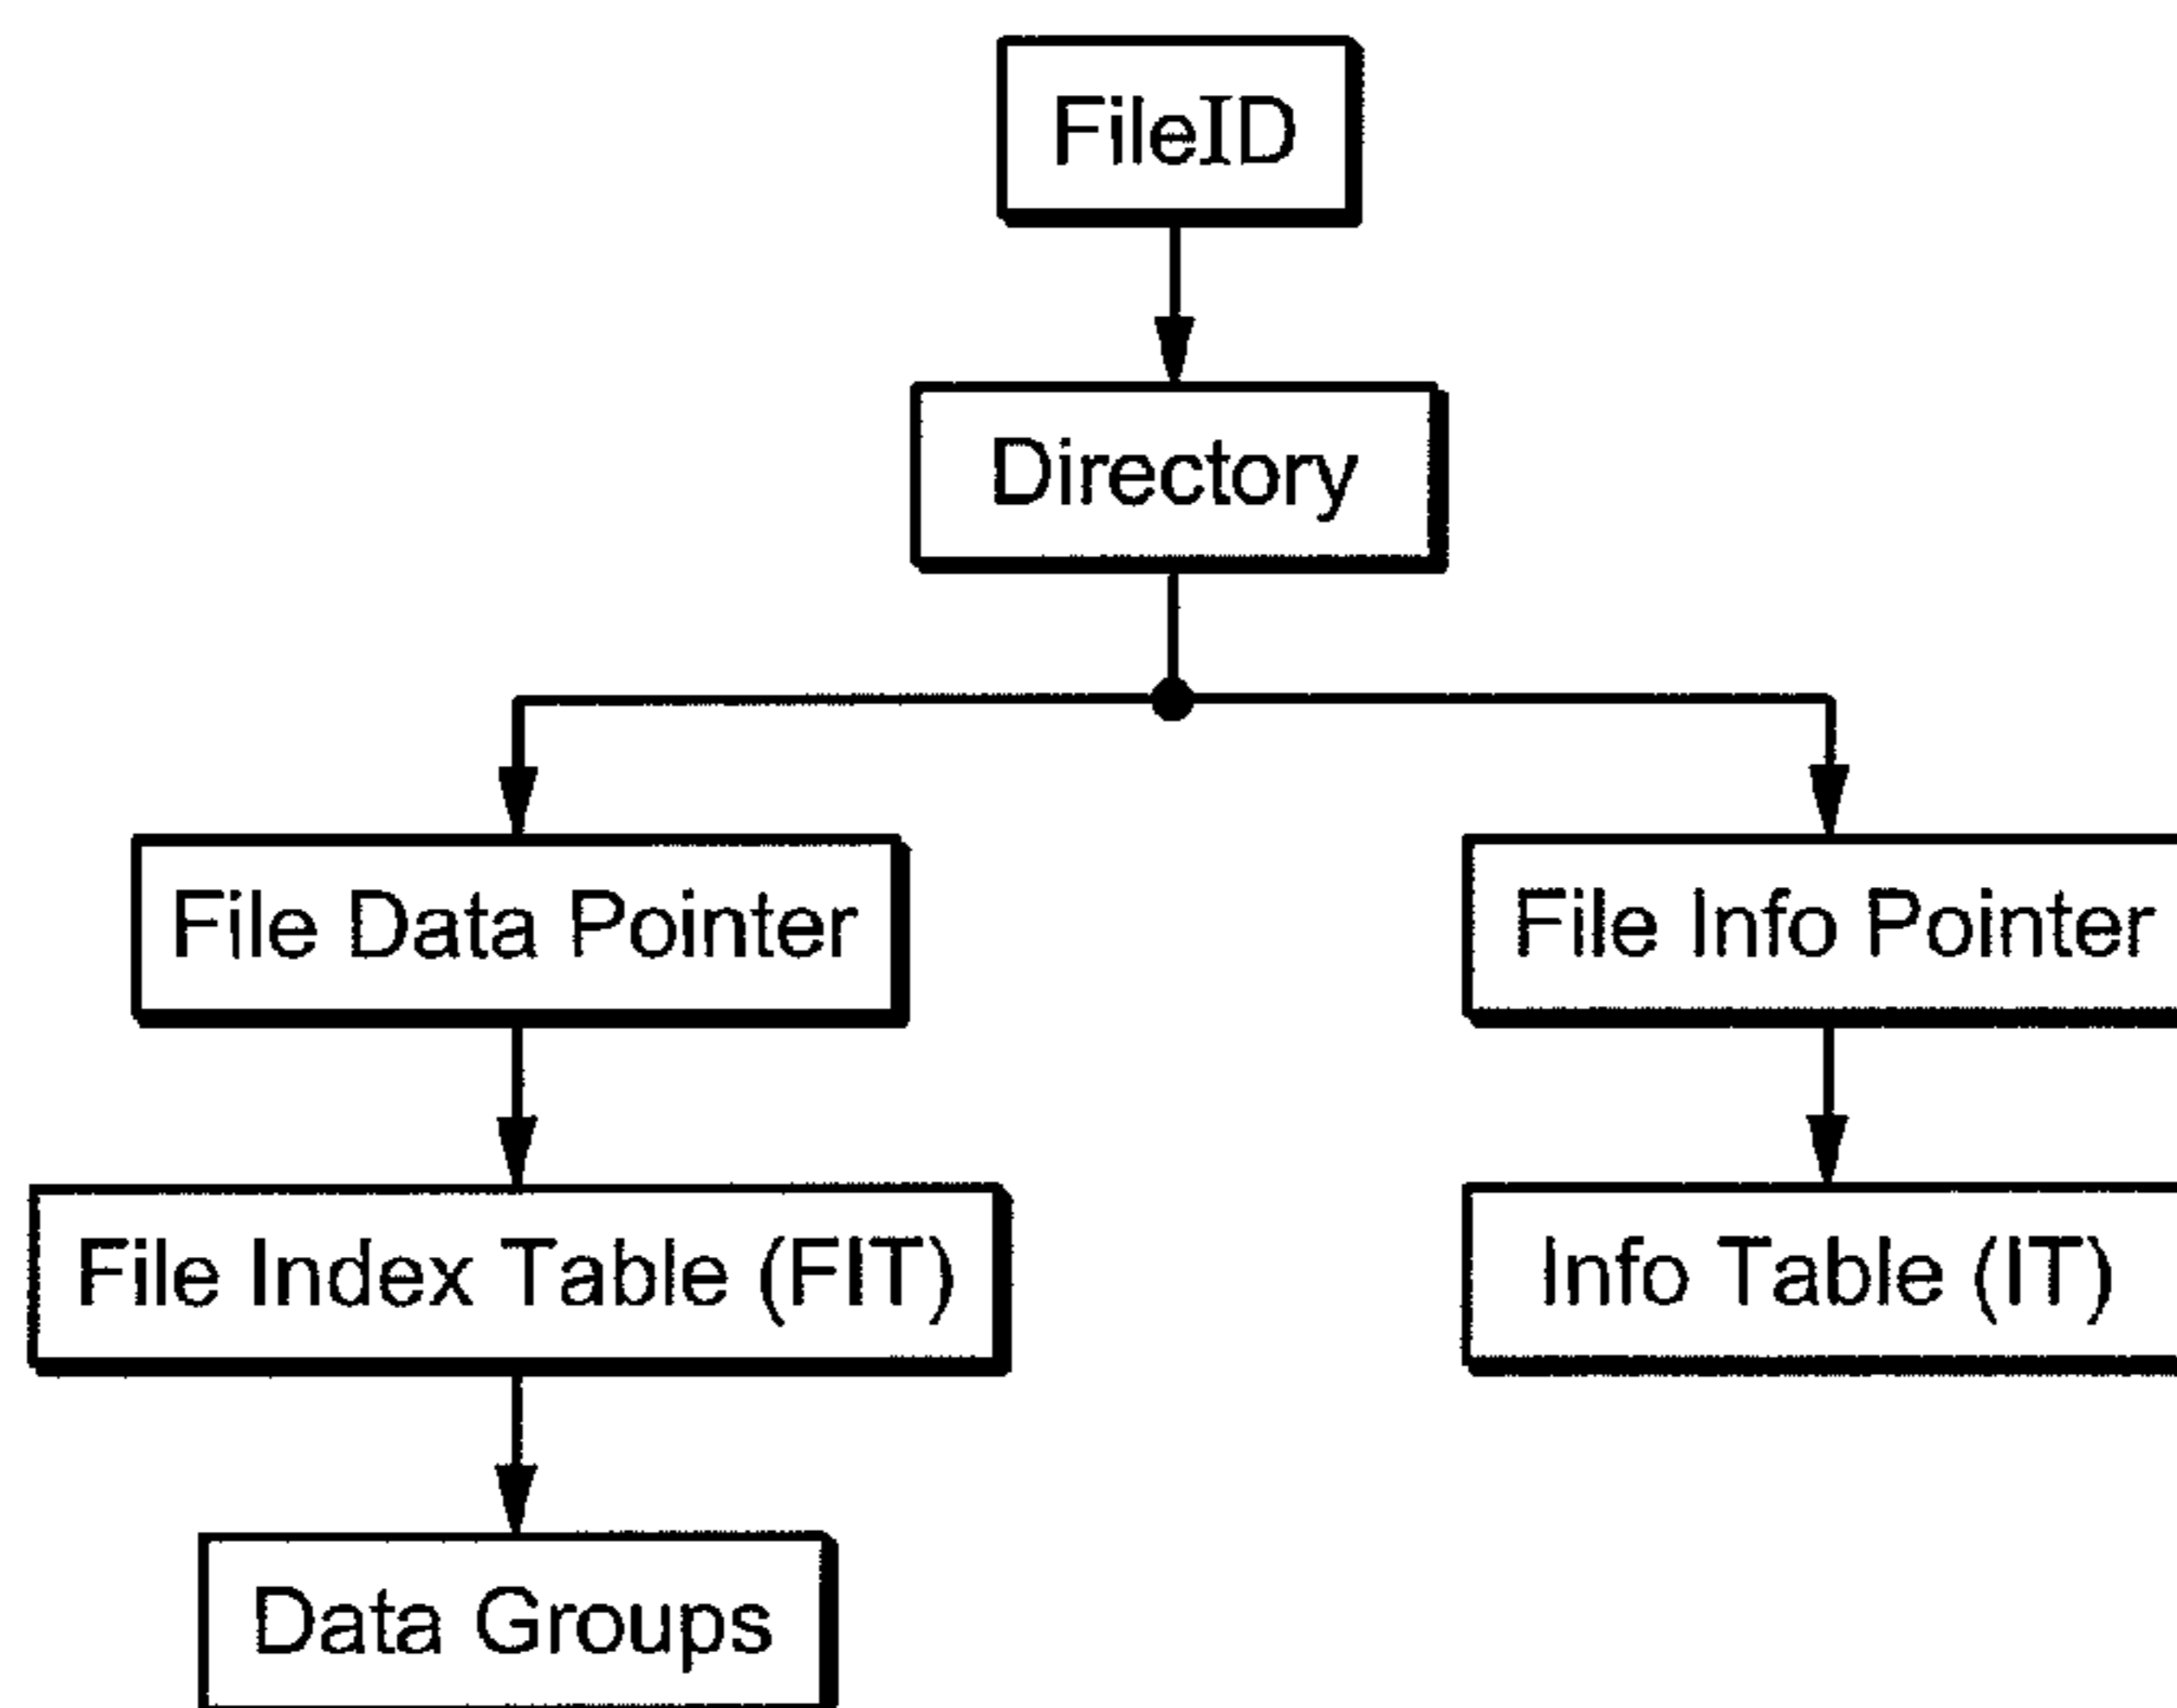 FileID
Directory
File Data Pointer
File Info Pointer
File Index Table (FIT)
Info Table (IT)
Data Groups